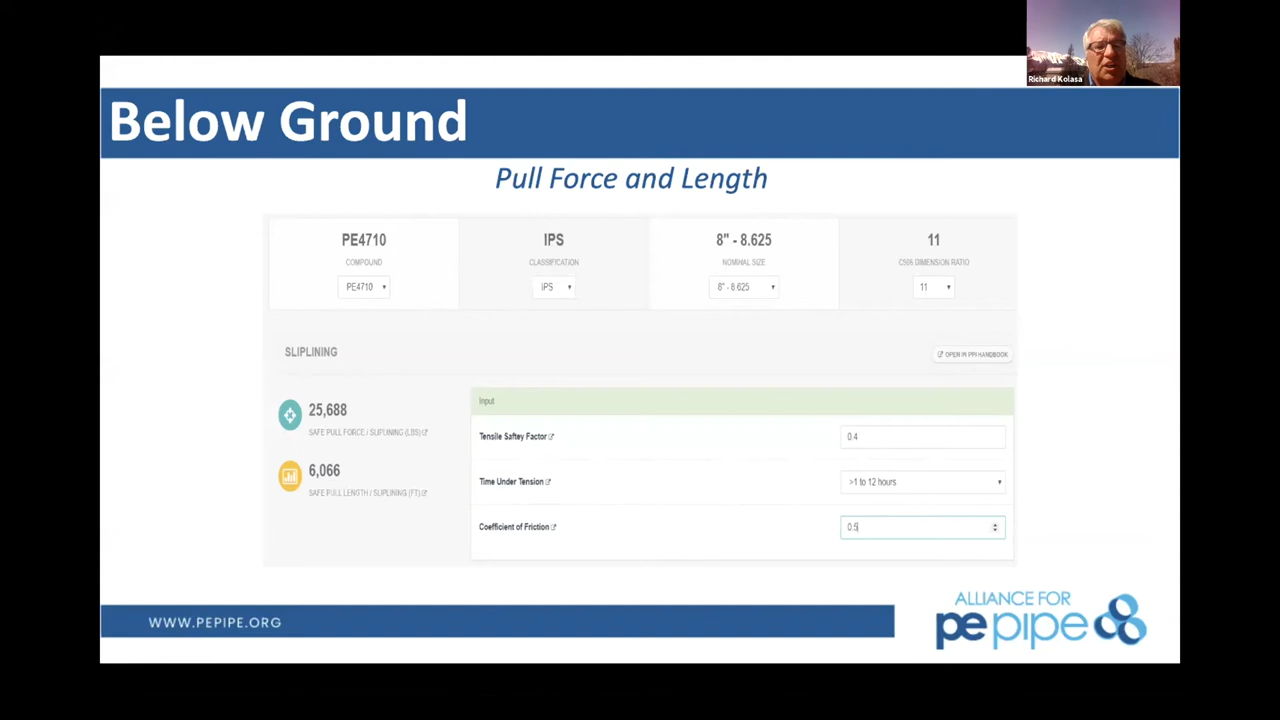 Richard Kolasa
Below Ground
Pull Force and Length
PE4710
COMPOUND
PE4710
IPS
CLASSIFICATION
IPS
8" - 8.625
NOMINAL SIZE
8" - 8.625
11
C906 DIMENSION RATIO
11
SLIPLINING
OPEN IN PPI HANDBOOK
25,688
SAFE PULL FORCE / SLIPLINING (LBS)
6,066
SAFE PULL LENGTH / SLIPLINING (FT)
Input
Tensile Saftey Factor
0.4
Time Under Tension
>1 to 12 hours
Coefficient of Friction
0.5
WWW.PEPIPE.ORG
ALLIANCE FOR
pepipe